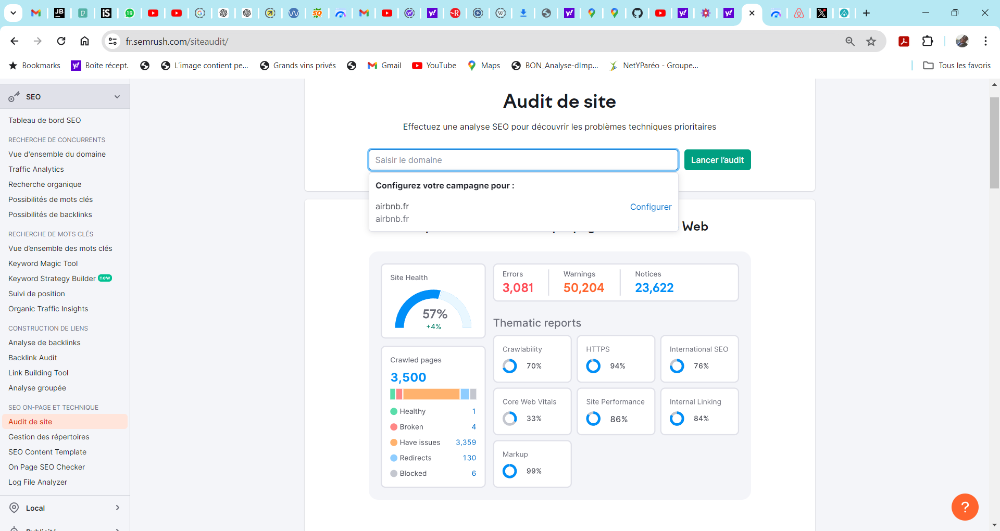 19
fr.semrush.com/siteaudit/
Bookmarks
Boîte récept.
L'image contient pe...
Grands vins privés
Gmail
YouTube
Maps
BON_Analyse-dImp...
NetYParéo - Groupe...
Tous les favoris
SEO
Tableau de bord SEO
RECHERCHE DE CONCURRENTS
Vue d'ensemble du domaine
Traffic Analytics
Recherche organique
Possibilités de mots clés
Possibilités de backlinks
RECHERCHE DE MOTS CLÉS
Vue d'ensemble des mots clés
Keyword Magic Tool
Keyword Strategy Builder new
Suivi de position
Organic Traffic Insights
CONSTRUCTION DE LIENS
Analyse de backlinks
Backlink Audit
Link Building Tool
Analyse groupée
SEO ON-PAGE ET TECHNIQUE
Audit de site
Gestion des répertoires
SEO Content Template
On Page SEO Checker
Log File Analyzer
Local
Publicité
Audit de site
Effectuez une analyse SEO pour découvrir les problèmes techniques prioritaires
Saisir le domaine
Lancer l'audit
Configurez votre campagne pour :
airbnb.fr
Configurer
airbnb.fr
Web
Site Health
57%
+4%
Errors
3,081
Warnings
50,204
Notices
23,622
Thematic reports
Crawled pages
3,500
Healthy 1
Broken 4
Have issues 3,359
Redirects 130
Blocked 6
Crawlability
70%
HTTPS
94%
International SEO
76%
Core Web Vitals
33%
Site Performance
86%
Internal Linking
84%
Markup
99%
?